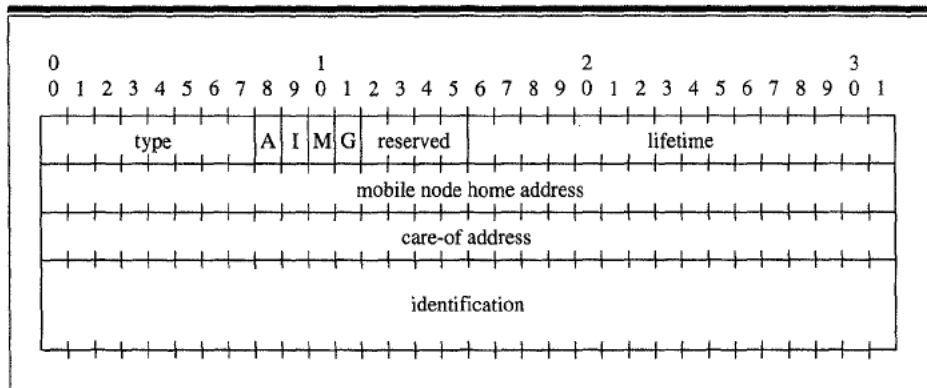 0 1 2 3
0 1 2 3 4 5 6 7 8 9 0 1 2 3 4 5 6 7 8 9 0 1 2 3 4 5 6 7 8 9 0 1
type A I M G reserved lifetime
mobile node home address
care-of address
identification